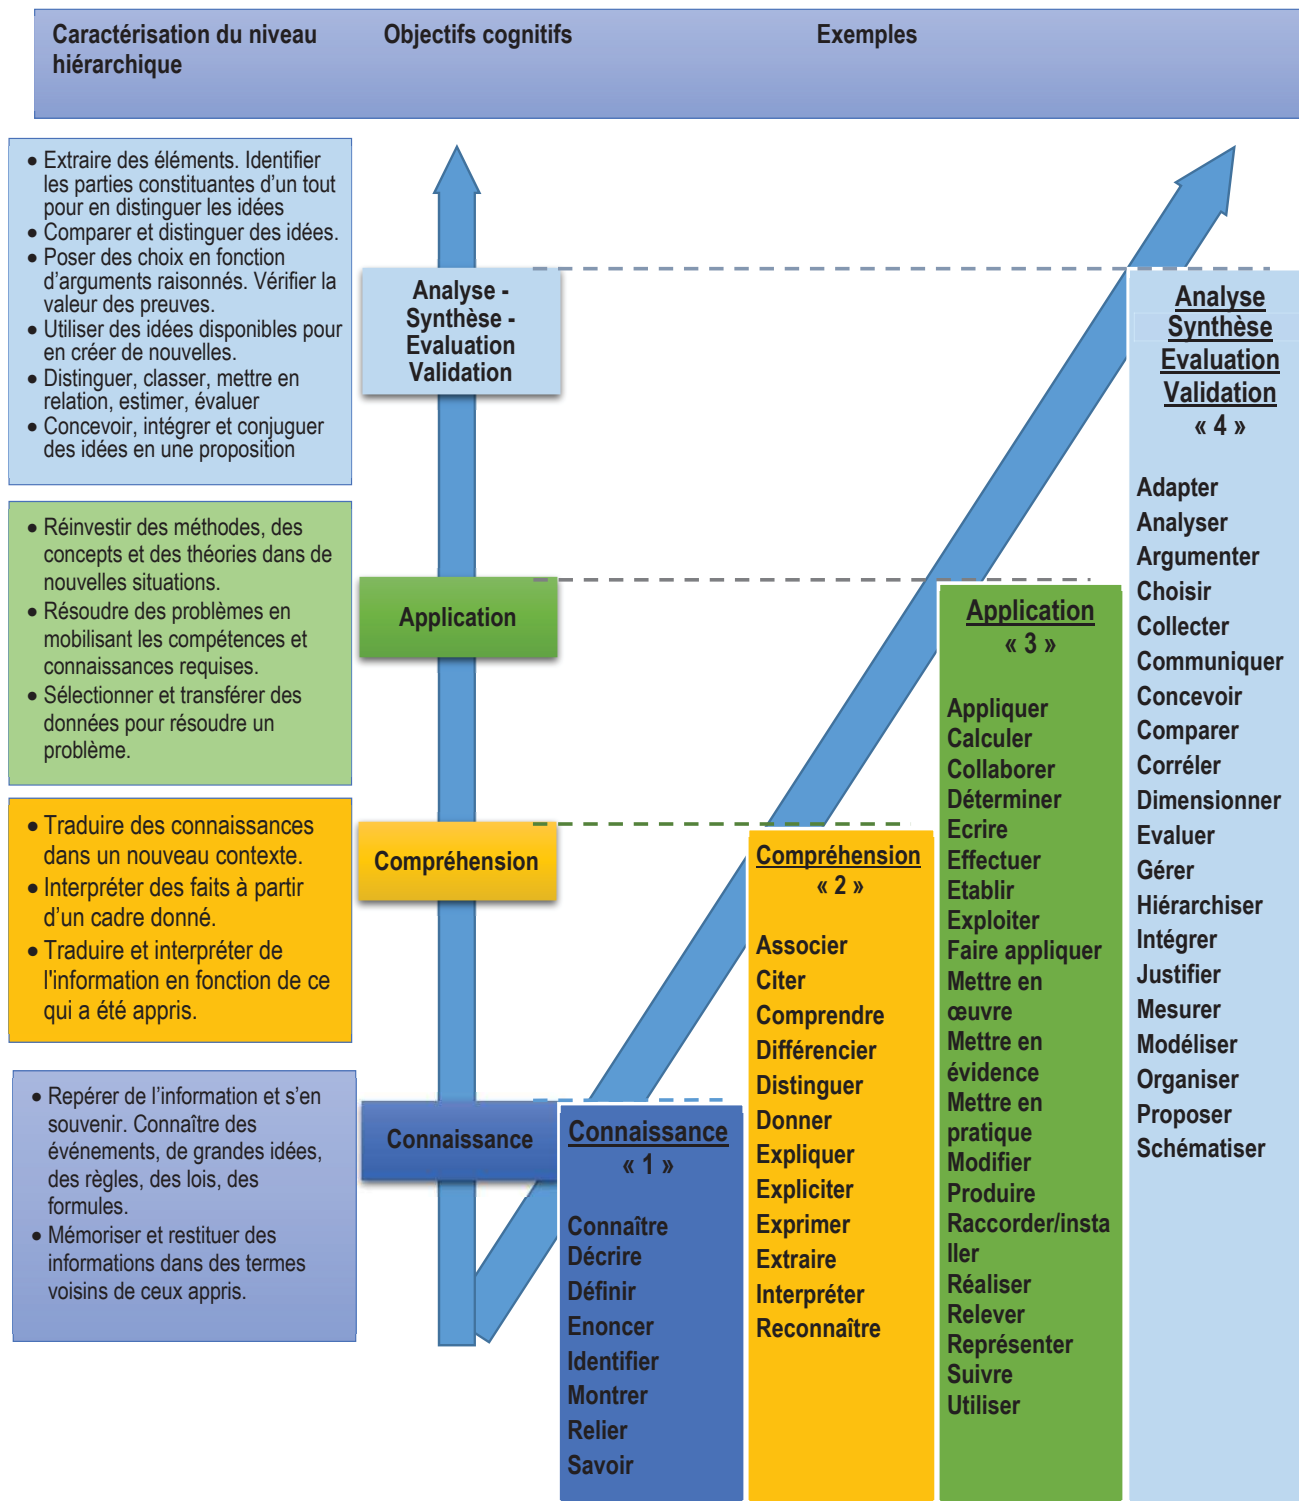 Caractérisation du niveau
hiérarchique
Objectifs cognitifs
Exemples
• Extraire des éléments. Identifier
les parties constituantes d’un tout
pour en distinguer les idées
• Comparer et distinguer des idées.
• Poser des choix en fonction
d’arguments raisonnés. Vérifier la
valeur des preuves.
• Utiliser des idées disponibles pour
en créer de nouvelles.
• Distinguer, classer, mettre en
relation, estimer, évaluer
• Concevoir, intégrer et conjuguer
des idées en une proposition
• Réinvestir des méthodes, des
concepts et des théories dans de
nouvelles situations.
• Résoudre des problèmes en
mobilisant les compétences et
connaissances requises.
• Sélectionner et transférer des
données pour résoudre un
problème.
• Traduire des connaissances
dans un nouveau contexte.
• Interpréter des faits à partir
d’un cadre donné.
• Traduire et interpréter de
l'information en fonction de ce
qui a été appris.
• Repérer de l’information et s’en
souvenir. Connaître des
événements, de grandes idées,
des règles, des lois, des
formules.
• Mémoriser et restituer des
informations dans des termes
voisins de ceux appris.
Analyse -
Synthèse -
Evaluation
Validation
Application
Compréhension
Connaissance
Connaissance
« 1 »
Connaître
Décrire
Définir
Enoncer
Identifier
Montrer
Relier
Savoir
Compréhension
« 2 »
Associer
Citer
Comprendre
Différencier
Distinguer
Donner
Expliquer
Expliciter
Exprimer
Extraire
Interpréter
Reconnaître
Application
« 3 »
Appliquer
Calculer
Collaborer
Déterminer
Ecrire
Effectuer
Etablir
Exploiter
Faire appliquer
Mettre en
œuvre
Mettre en
évidence
Mettre en
pratique
Modifier
Produire
Raccorder/insta
ller
Réaliser
Relever
Représenter
Suivre
Utiliser
Analyse
Synthèse
Evaluation
Validation
« 4 »
Adapter
Analyser
Argumenter
Choisir
Collecter
Communiquer
Concevoir
Comparer
Corréler
Dimensionner
Evaluer
Gérer
Hiérarchiser
Intégrer
Justifier
Mesurer
Modéliser
Organiser
Proposer
Schématiser